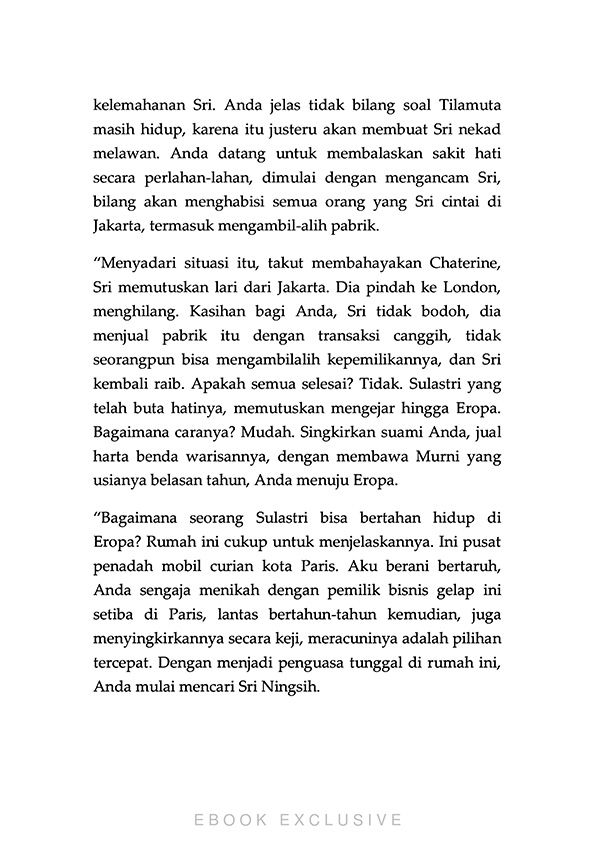 kelemahanan Sri. Anda jelas tidak bilang soal Tilamuta
masih hidup, karena itu justeru akan membuat Sri nekad
melawan. Anda datang untuk membalaskan sakit hati
secara perlahan-lahan, dimulai dengan mengancam Sri,
bilang akan menghabisi semua orang yang Sri cintai di
Jakarta, termasuk mengambil-alih pabrik.
“Menyadari situasi itu, takut membahayakan Chaterine,
Sri memutuskan lari dari Jakarta. Dia pindah ke London,
menghilang. Kasihan bagi Anda, Sri tidak bodoh, dia
menjual pabrik itu dengan transaksi canggih, tidak
seorangpun bisa mengambilalih kepemilikannya, dan Sri
kembali raib. Apakah semua selesai? Tidak. Sulastri yang
telah buta hatinya, memutuskan mengejar hingga Eropa.
Bagaimana caranya? Mudah. Singkirkan suami Anda, jual
harta benda warisannya, dengan membawa Murni yang
usianya belasan tahun, Anda menuju Eropa.
“Bagaimana seorang Sulastri bisa bertahan hidup di
Eropa? Rumah ini cukup untuk menjelaskannya. Ini pusat
penadah mobil curian kota Paris. Aku berani bertaruh,
Anda sengaja menikah dengan pemilik bisnis gelap ini
setiba di Paris, lantas bertahun-tahun kemudian, juga
menyingkirkannya secara keji, meracuninya adalah pilihan
tercepat. Dengan menjadi penguasa tunggal di rumah ini,
Anda mulai mencari Sri Ningsih.
EBOOK EXCLUSIVE